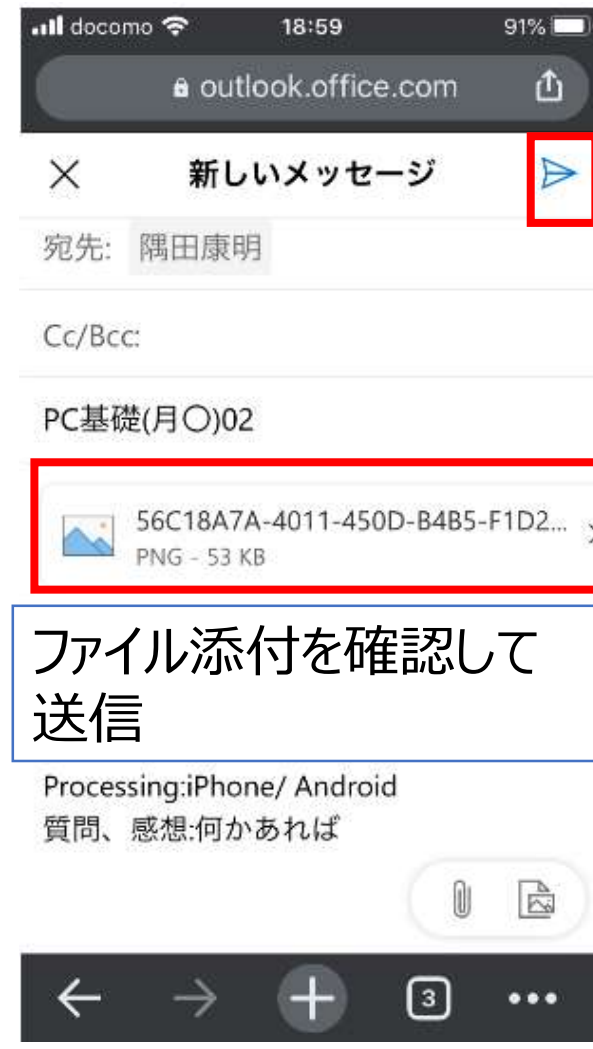 docomo 18:59 91%
outlook.office.com
新しいメッセージ
宛先: 隅田康明
Cc/Bcc:
PC基礎(月〇)02
56C18A7A-4011-450D-B4B5-F1D2...
PNG - 53 KB
ファイル添付を確認して
送信
Processing:iPhone/ Android
質問、感想:何かあれば
3